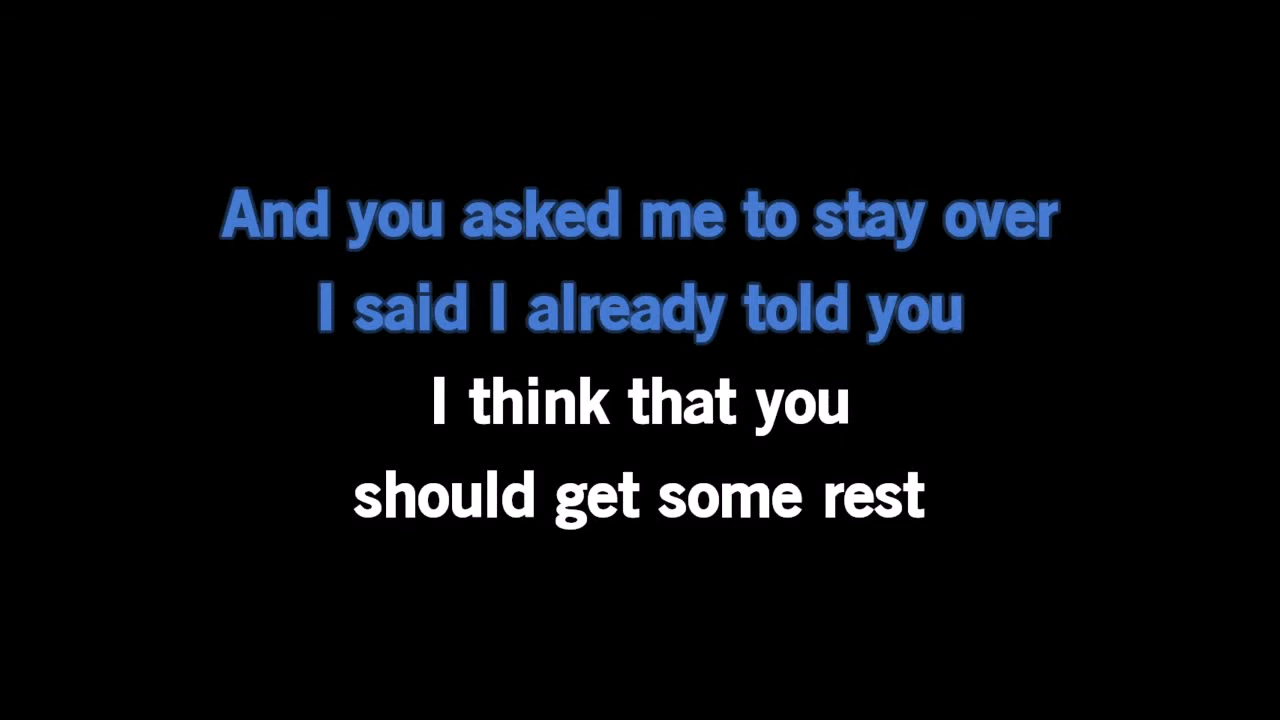 And you asked me to stay over
I said I already told you
I think that you
should get some rest